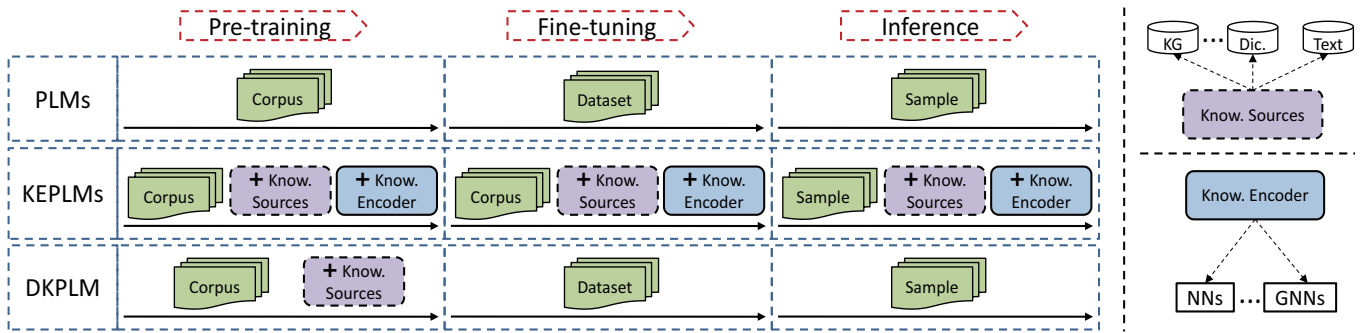 Pre-training
Fine-tuning
Inference
PLMs
Corpus
Dataset
Sample
KEPLMs
Corpus
+ Know.
Sources
+ Know.
Encoder
Corpus
+ Know.
Sources
+ Know.
Encoder
Sample
+ Know.
Sources
+ Know.
Encoder
DKPLM
Corpus
+ Know.
Sources
Dataset
Sample
KG
...
Dic.
Text
Know. Sources
Know. Encoder
NNs
...
GNNs